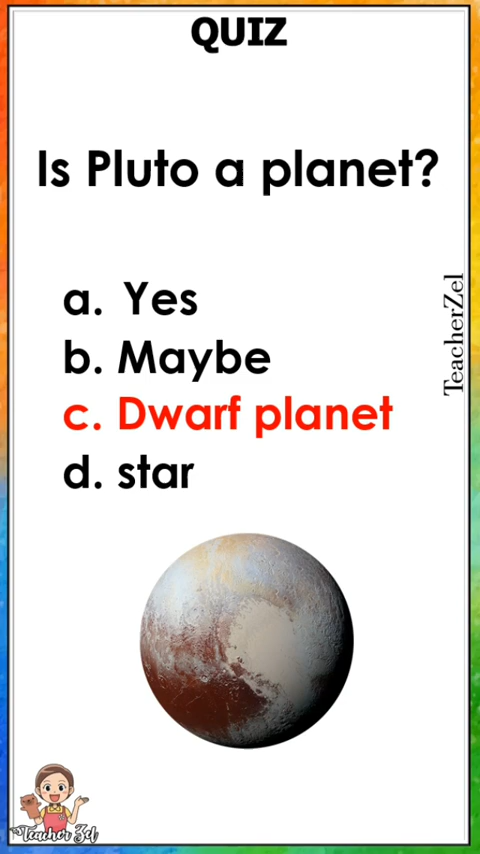 QUIZ
Is Pluto a planet?
a. Yes
b. Maybe
c. Dwarf planet
d. star
TeacherZel
Teacher Zel